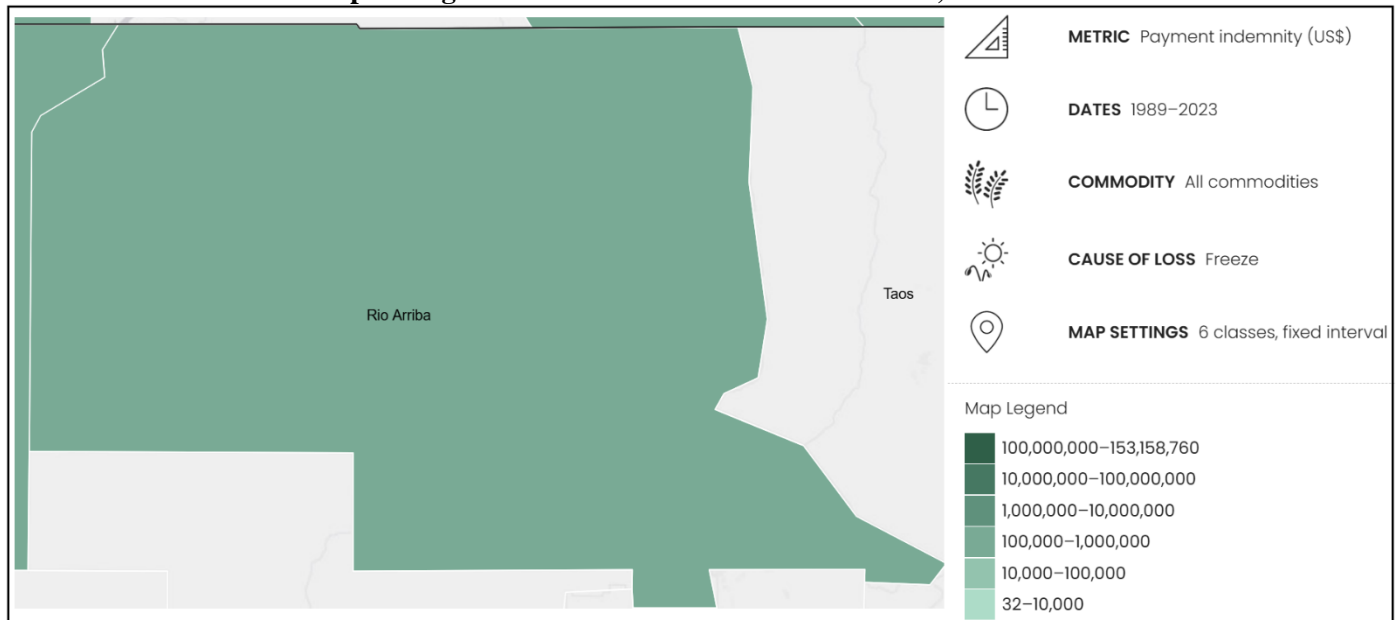 METRIC Payment indemnity (US$)
DATES 1989–2023
COMMODITY All commodities
CAUSE OF LOSS Freeze
MAP SETTINGS 6 classes, fixed interval
Rio Arriba
Taos
Map Legend
100,000,000–153,158,760
10,000,000–100,000,000
1,000,000–10,000,000
100,000–1,000,000
10,000–100,000
32–10,000